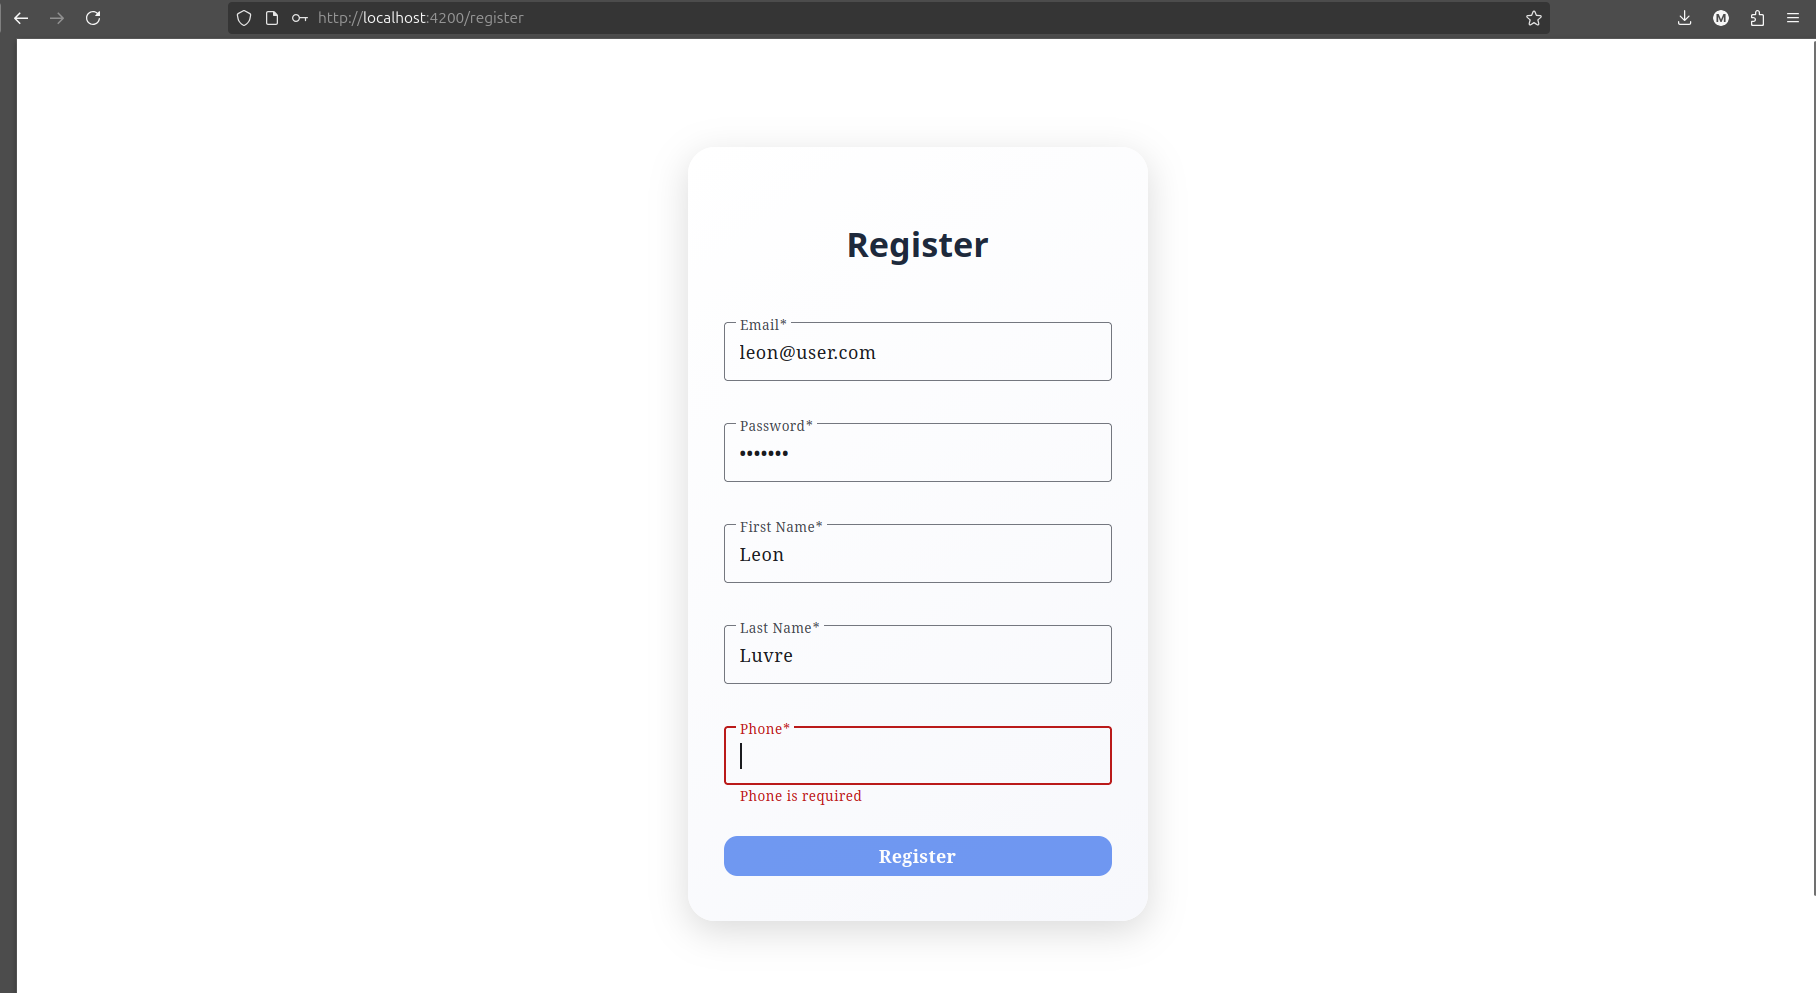 http://localhost:4200/register
M
Register
Email*
leon@user.com
Password*
•••••••
First Name*
Leon
Last Name*
Luvre
Phone*
Phone is required
Register